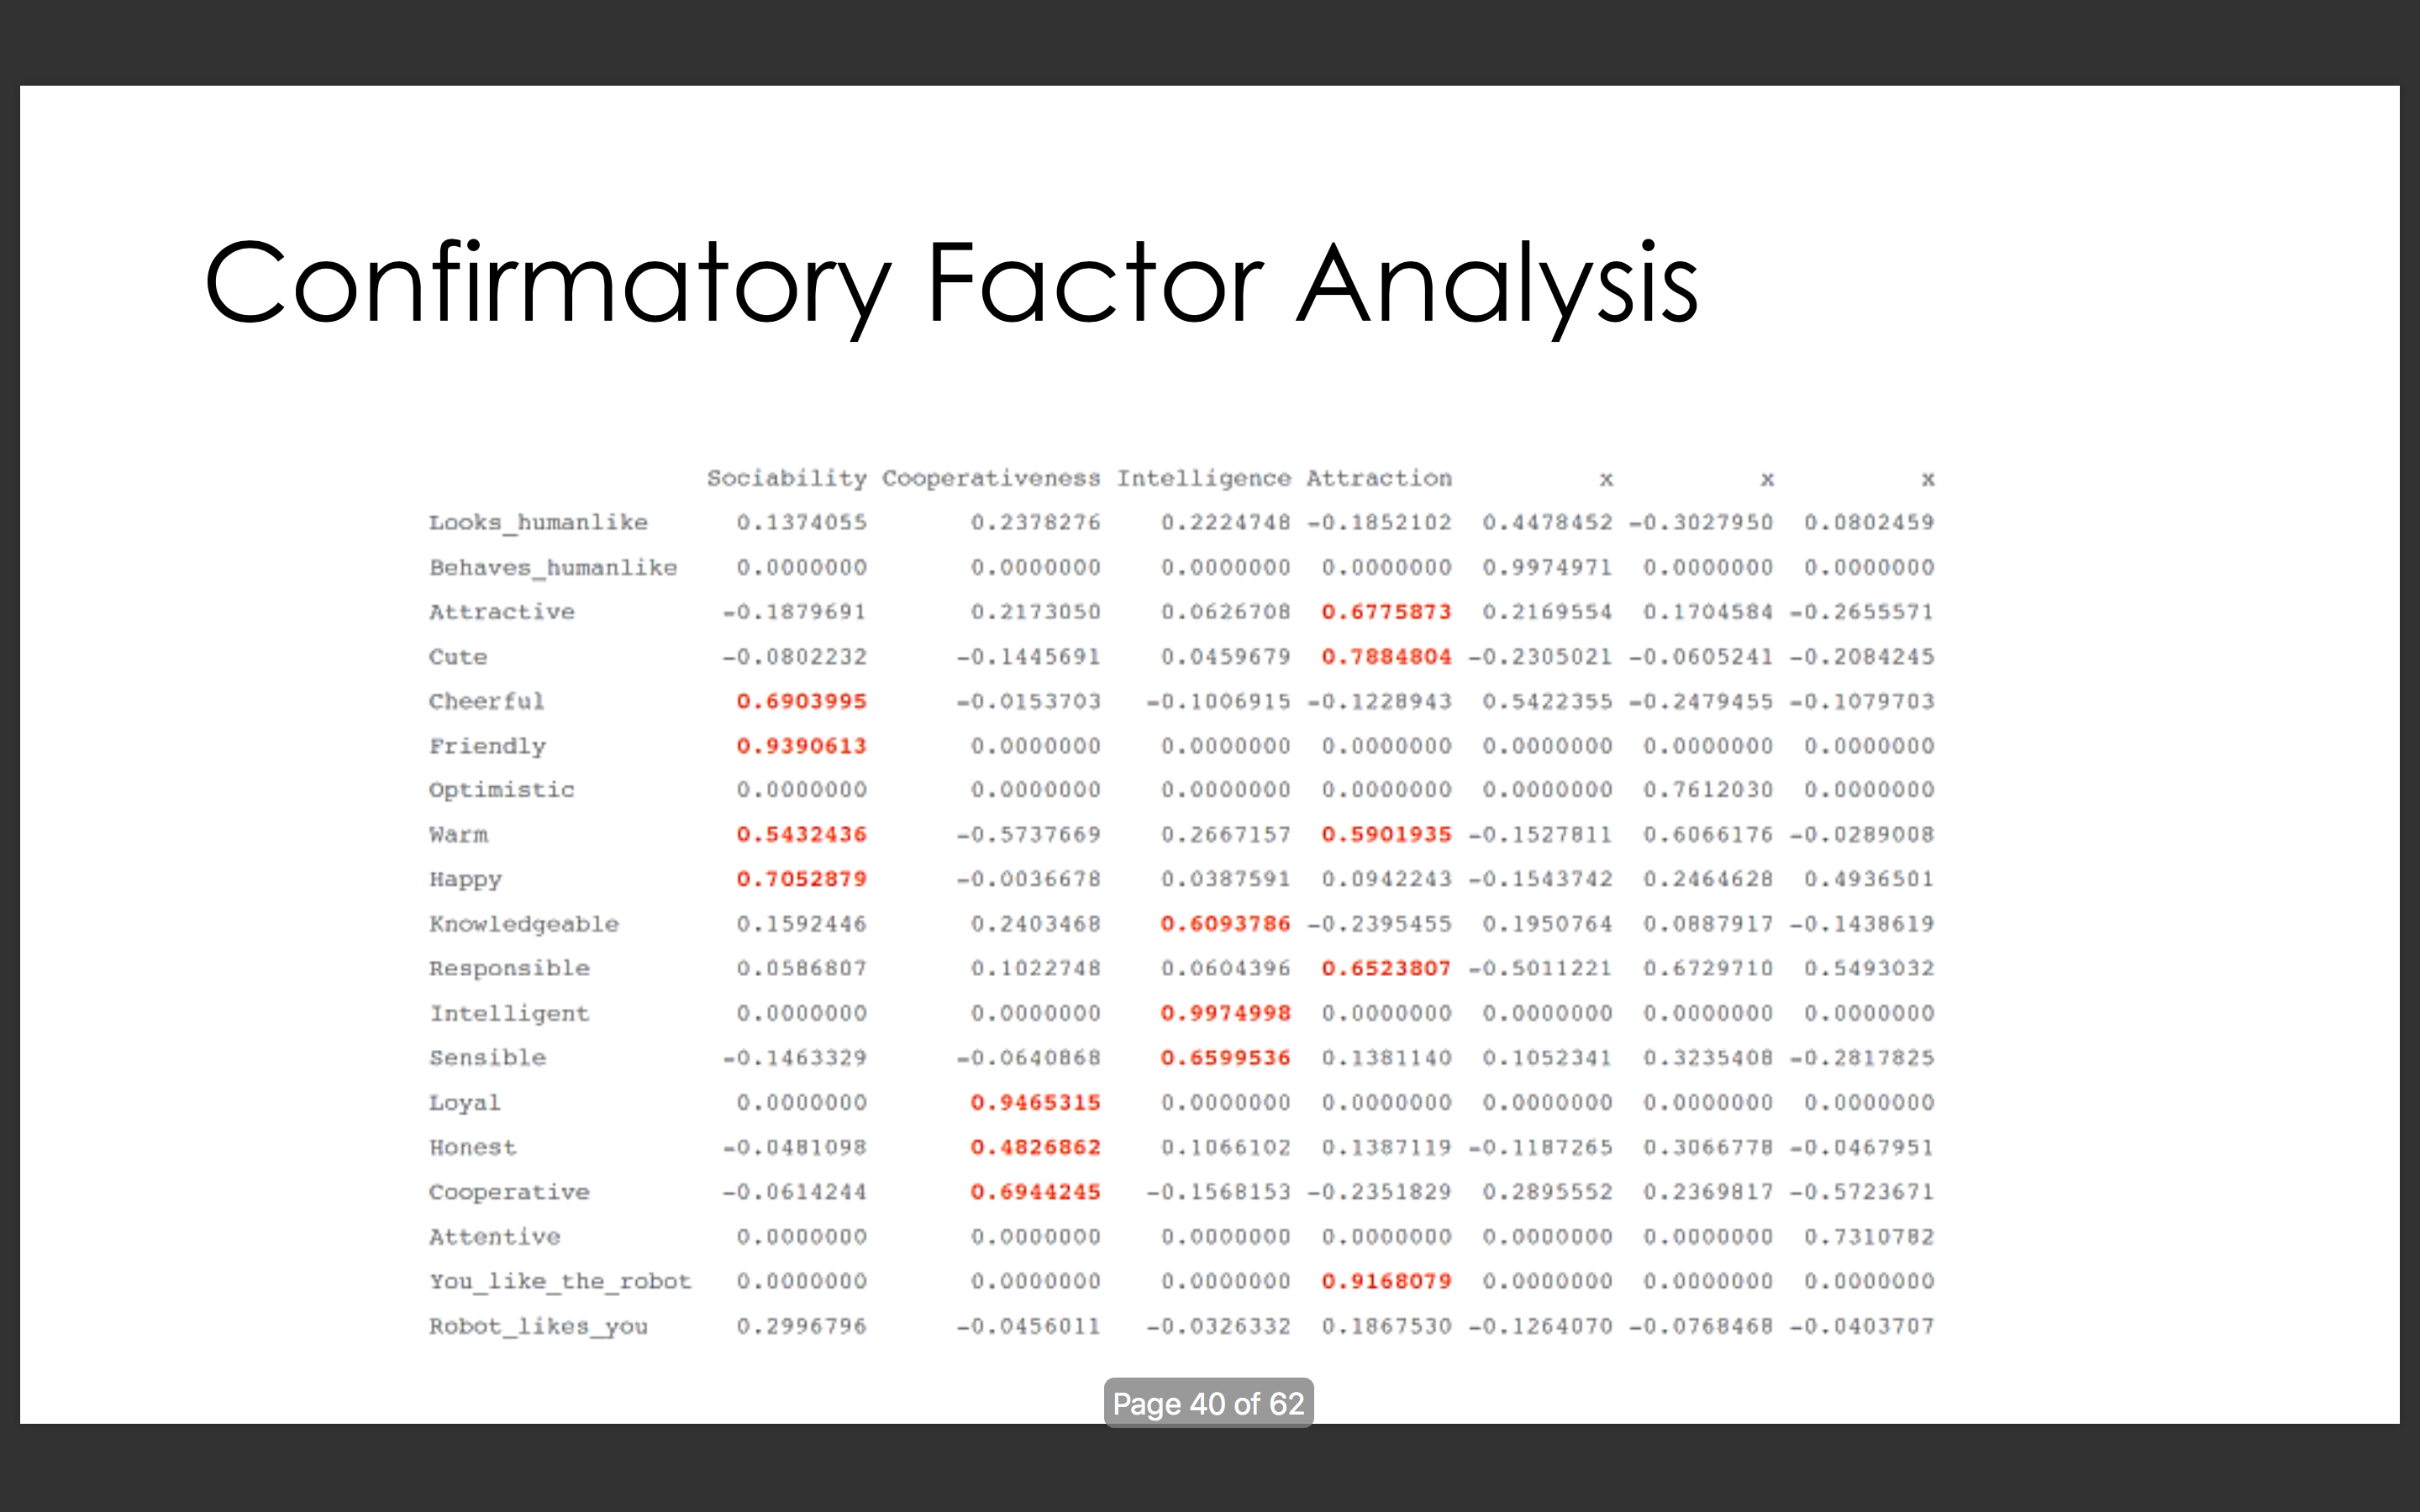 Confirmatory Factor Analysis
Sociability Cooperativeness Intelligence Attraction x x x
Looks_humanlike 0.1374055 0.2378276 0.2224748 -0.1852102 0.4478452 -0.3027950 0.0802459
Behaves_humanlike 0.0000000 0.0000000 0.0000000 0.0000000 0.9974971 0.0000000 0.0000000
Attractive -0.1879691 0.2173050 0.0626708 0.6775873 0.2169554 0.1704584 -0.2655571
Cute -0.0802232 -0.1445691 0.0459679 0.7884804 -0.2305021 -0.0605241 -0.2084245
Cheerful 0.6903995 -0.0153703 -0.1006915 -0.1228943 0.5422355 -0.2479455 -0.1079703
Friendly 0.9390613 0.0000000 0.0000000 0.0000000 0.0000000 0.0000000 0.0000000
Optimistic 0.0000000 0.0000000 0.0000000 0.0000000 0.0000000 0.7612030 0.0000000
Warm 0.5432436 -0.5737669 0.2667157 0.5901935 -0.1527811 0.6066176 -0.0289008
Happy 0.7052879 -0.0036678 0.0387591 0.0942243 -0.1543742 0.2464628 0.4936501
Knowledgeable 0.1592446 0.2403468 0.6093786 -0.2395455 0.1950764 0.0887917 -0.1438619
Responsible 0.0586807 0.1022748 0.0604396 0.6523807 -0.5011221 0.6729710 0.5493032
Intelligent 0.0000000 0.0000000 0.9974998 0.0000000 0.0000000 0.0000000 0.0000000
Sensible -0.1463329 -0.0640868 0.6599536 0.1381140 0.1052341 0.3235408 -0.2817825
Loyal 0.0000000 0.9465315 0.0000000 0.0000000 0.0000000 0.0000000 0.0000000
Honest -0.0481098 0.4826862 0.1066102 0.1387119 -0.1187265 0.3066778 -0.0467951
Cooperative -0.0614244 0.6944245 -0.1568153 -0.2351829 0.2895552 0.2369817 -0.5723671
Attentive 0.0000000 0.0000000 0.0000000 0.0000000 0.0000000 0.0000000 0.7310782
You_like_the_robot 0.0000000 0.0000000 0.0000000 0.9168079 0.0000000 0.0000000 0.0000000
Robot_likes_you 0.2996796 -0.0456011 -0.0326332 0.1867530 -0.1264070 -0.0768468 -0.0403707
Page 40 of 62